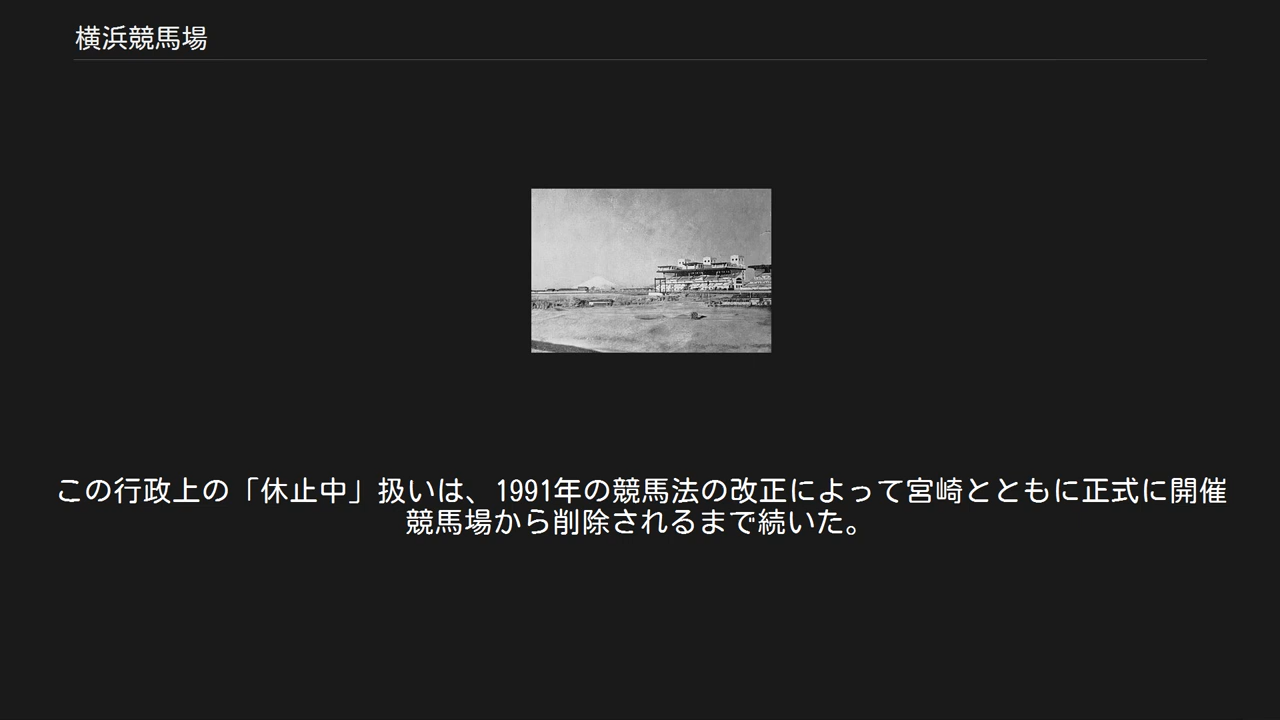 横浜競馬場
この行政上の「休止中」扱いは、1991年の競馬法の改正によって宮崎とともに正式に開催
競馬場から削除されるまで続いた。